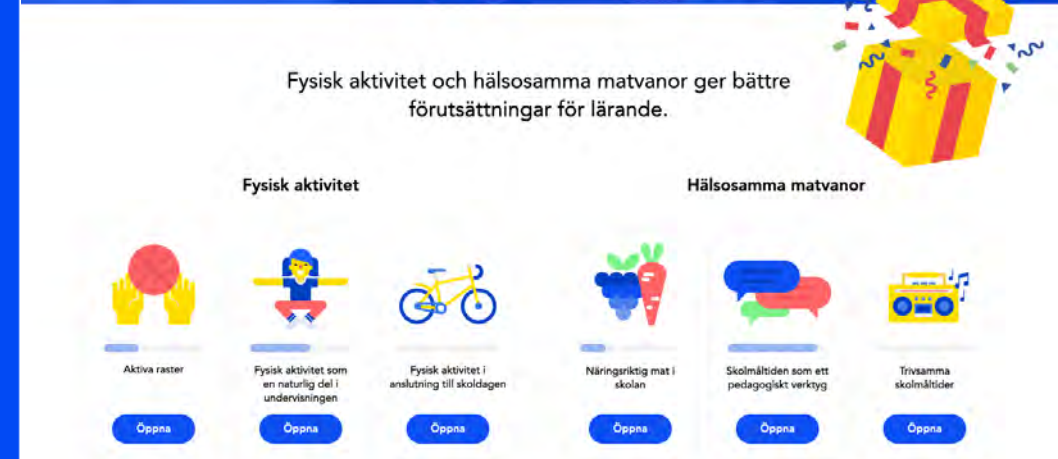 Fysisk aktivitet och hälsosamma matvanor ger bättre
förutsättningar för lärande.
Fysisk aktivitet
Hälsosamma matvanor
Aktiva raster
Fysisk aktivitet som
en naturlig del i
undervisningen
Fysisk aktivitet i
anslutning till skoldagen
Näringsriktig mat i
skolan
Skolmåltiden som ett
pedagogiskt verktyg
Trivsamma
skolmåltider
Öppna
Öppna
Öppna
Öppna
Öppna
Öppna